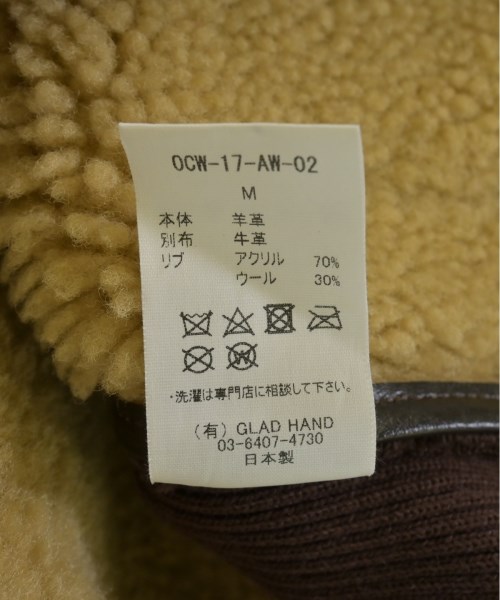 OCW-17-AW-02
M
本体 羊革
別布 牛革
リブ アクリル 70%
ウール 30%
・洗濯は専門店に相談して下さい。
(有) GLAD HAND
03-6407-4730
日本製